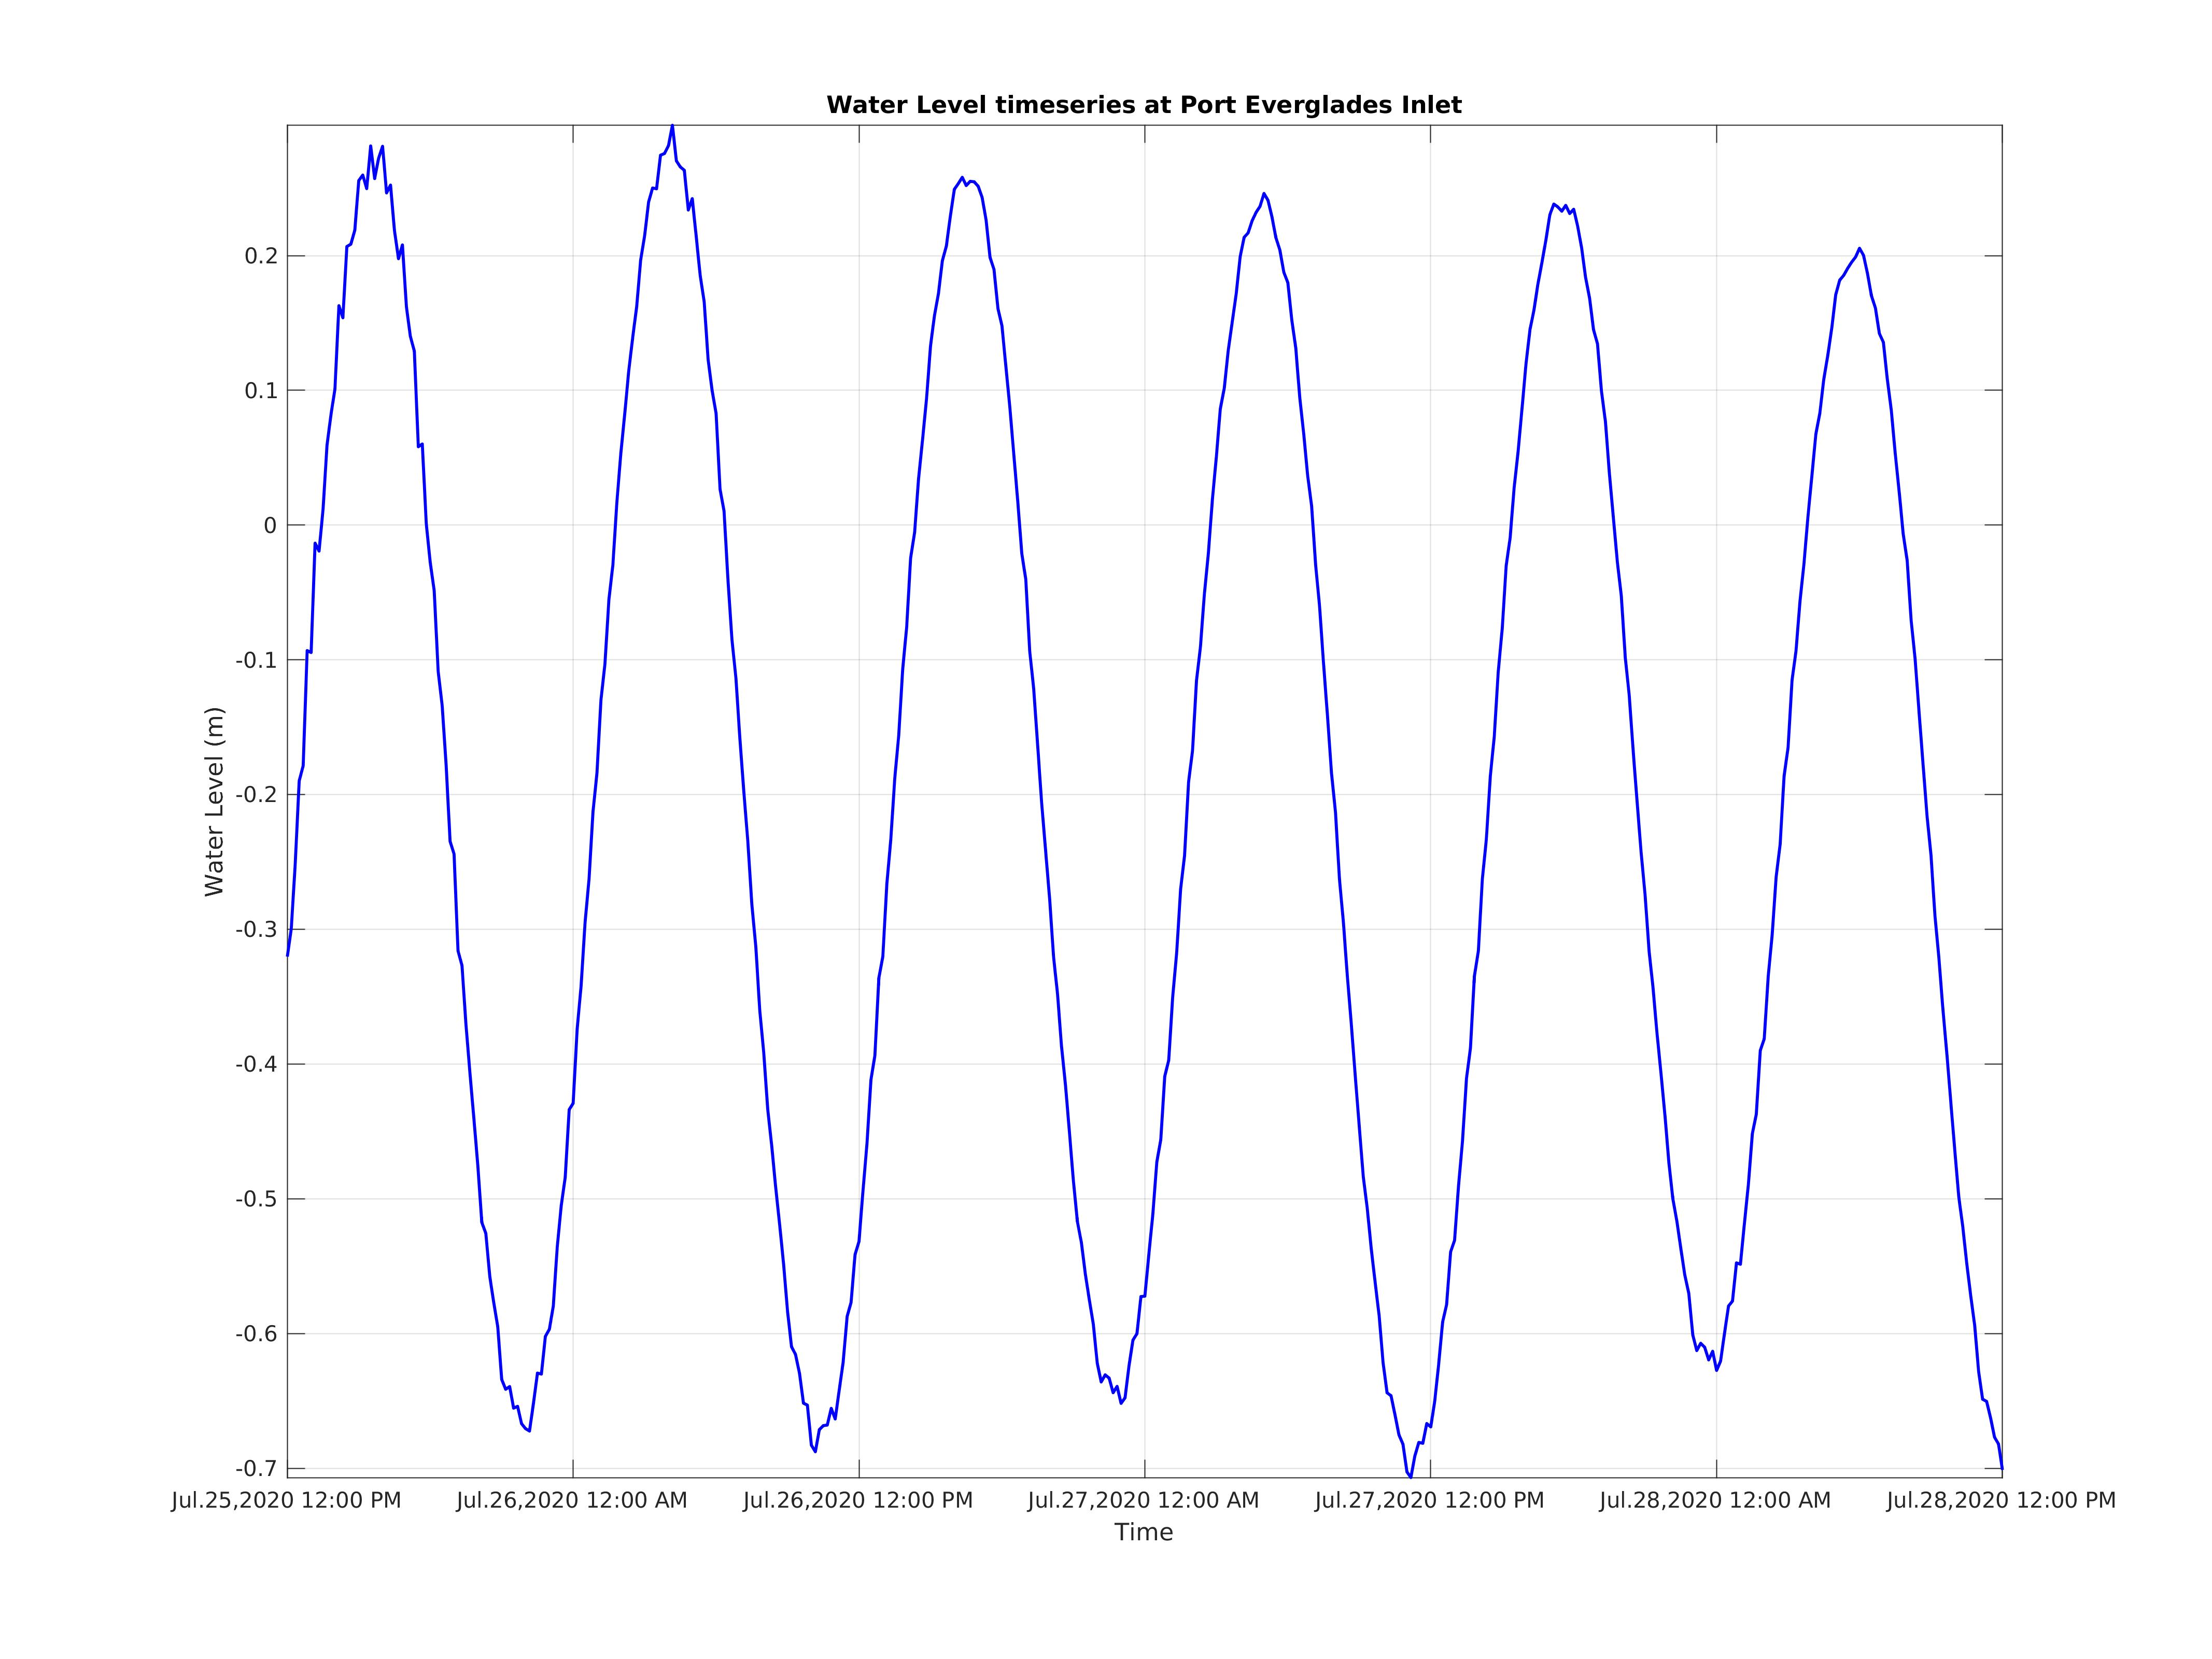 Water Level timeseries at Port Everglades Inlet
0.2
0.1
0
-0.1
-0.2
-0.3
-0.4
-0.5
-0.6
-0.7
Water Level (m)
Jul.25,2020 12:00 PM
Jul.26,2020 12:00 AM
Jul.26,2020 12:00 PM
Jul.27,2020 12:00 AM
Jul.27,2020 12:00 PM
Jul.28,2020 12:00 AM
Jul.28,2020 12:00 PM
Time